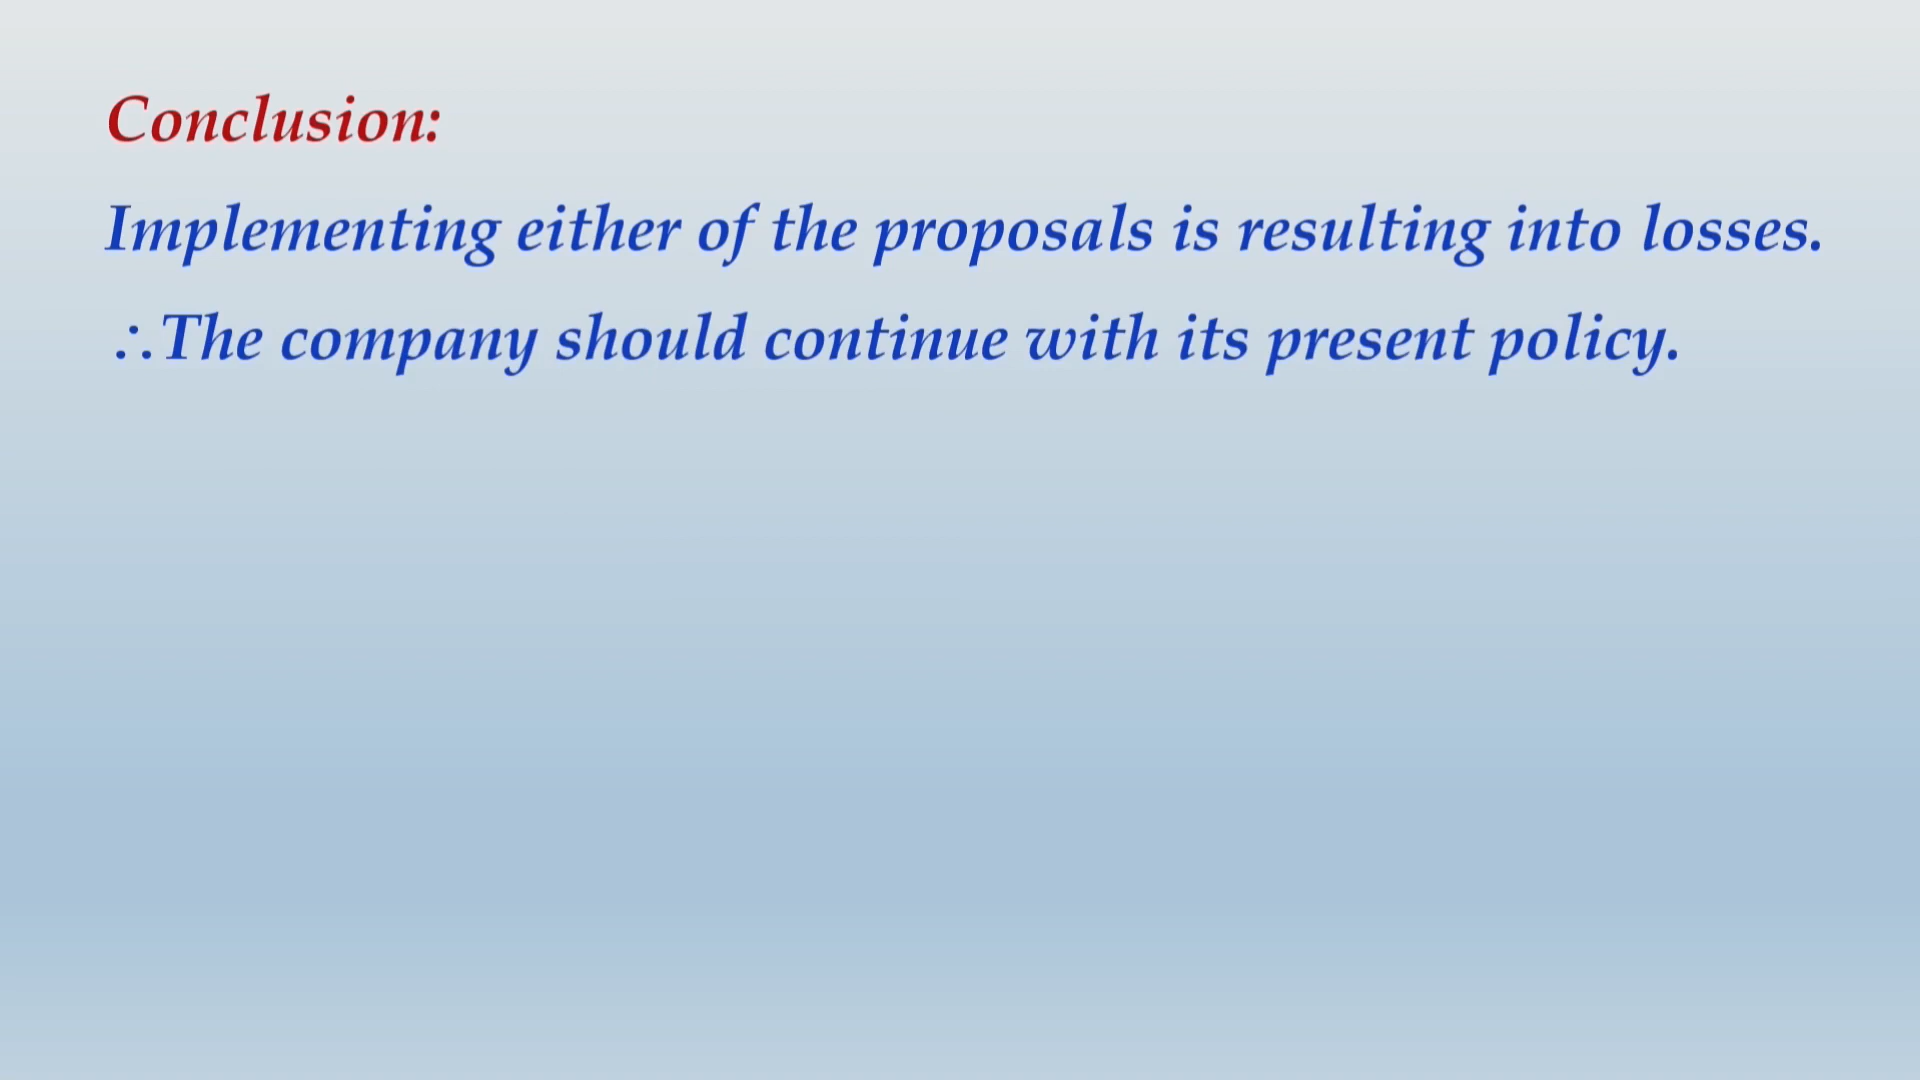 Conclusion:
Implementing either of the proposals is resulting into losses.
∴The company should continue with its present policy.